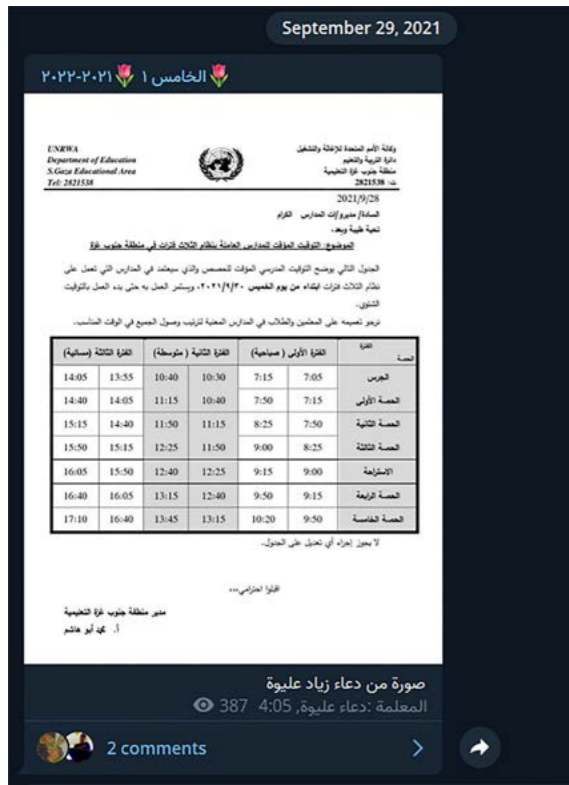 September 29, 2021
🌷الخامس ١ 🌷٢٠٢١-٢٠٢٢
UNRWA
Department of Education
S.Gaza Educational Area
Tel: 2821538
وكالة الأمم المتحدة للإغاثة والتشغيل
دائرة التربية والتعليم
منطقة جنوب غزة التعليمية
ت: 2821538
2021/9/28
السادة/ مديرو/ات المدارس الكرام
تحية طيبة وبعد،
الموضوع: التوقيت المؤقت للمدارس العاملة بنظام الثلاث فترات في منطقة جنوب غزة
الجدول التالي يوضح التوقيت المدرسي المؤقت للحصص والذي سيعتمد في المدارس التي تعمل على
نظام الثلاث فترات ابتداء من يوم الخميس ٢٠٢١/٩/٣٠، ويستمر العمل به حتى بدء العمل بالتوقيت
الشتوي.
نرجو تعميمه على المعلمين والطلاب في المدارس المعنية لترتيب وصول الجميع في الوقت المناسب.
الفترة الفترة الأولى ( صباحية) الفترة الثانية ( متوسطة) الفترة الثالثة (مسائية)
الحصة
الجرس 7:05 7:15 10:30 10:40 13:55 14:05
الحصة الأولى 7:15 7:50 10:40 11:15 14:05 14:40
الحصة الثانية 7:50 8:25 11:15 11:50 14:40 15:15
الحصة الثالثة 8:25 9:00 11:50 12:25 15:15 15:50
الاستراحة 9:00 9:15 12:25 12:40 15:50 16:05
الحصة الرابعة 9:15 9:50 12:40 13:15 16:05 16:40
الحصة الخامسة 9:50 10:20 13:15 13:45 16:40 17:10
لا يجوز إجراء أي تعديل على الجدول.
اقبلوا احترامي،،،
مدير منطقة جنوب غزة التعليمية
أ. محمد أبو هاشم
صورة من دعاء زياد عليوة
المعلمة :دعاء عليوة, 4:05 387
2 comments